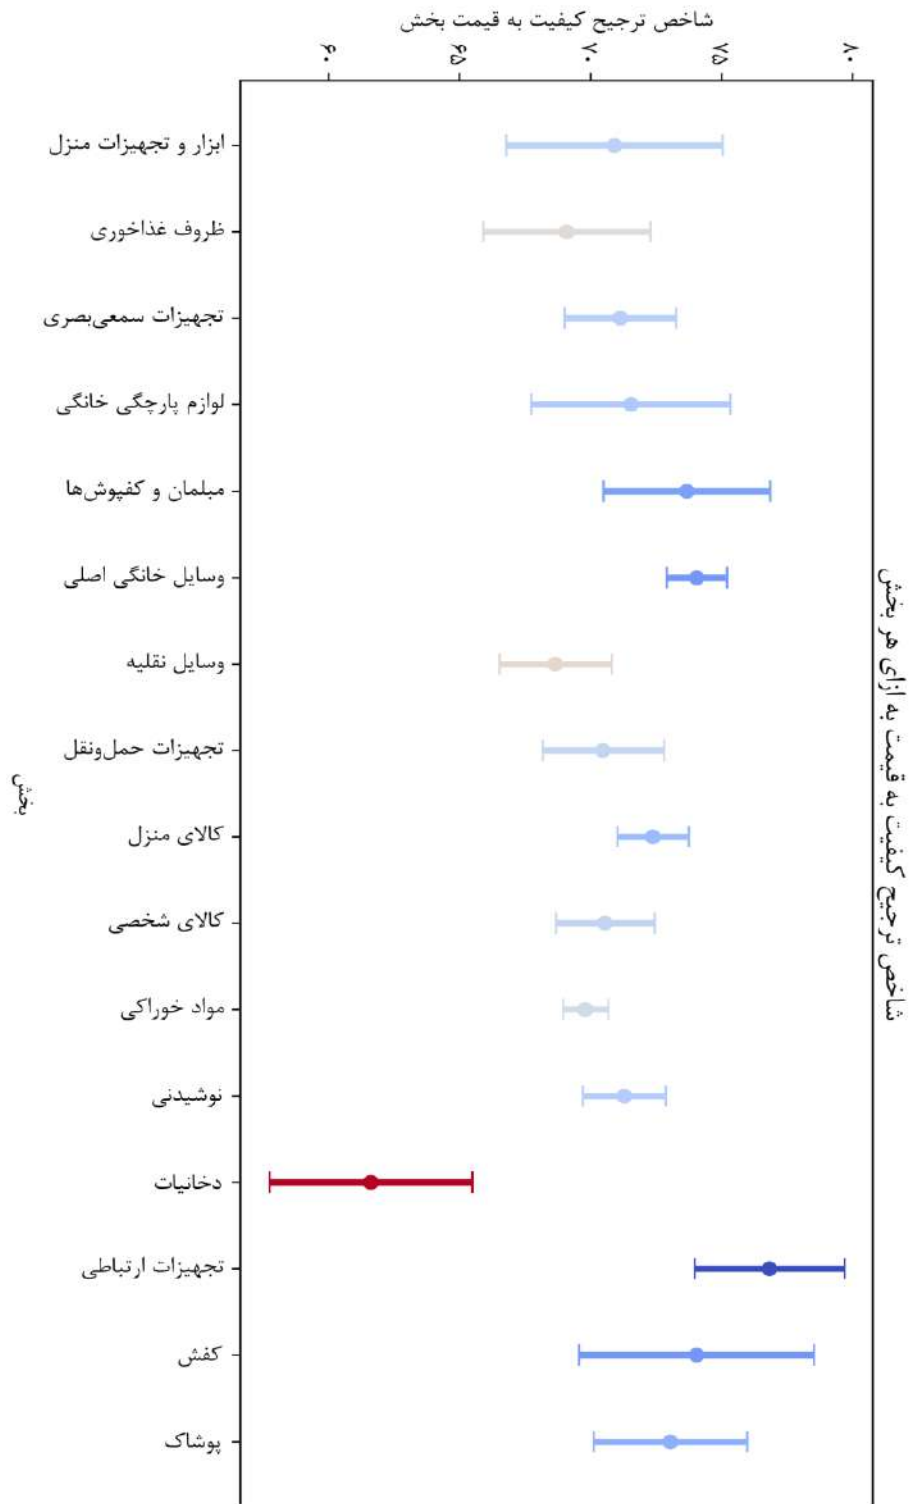 شاخص ترجیح کیفیت به قیمت به ازای هر بخش
شاخص ترجیح کیفیت به قیمت بخش
۶۰
۶۵
۷۰
۷۵
۸۰
ابزار و تجهیزات منزل
ظروف غذاخوری
تجهیزات سمعی‌بصری
لوازم پارچگی خانگی
مبلمان و کفپوش‌ها
وسایل خانگی اصلی
وسایل نقلیه
تجهیزات حمل‌ونقل
کالای منزل
کالای شخصی
مواد خوراکی
نوشیدنی
دخانیات
تجهیزات ارتباطی
کفش
پوشاک
بخش